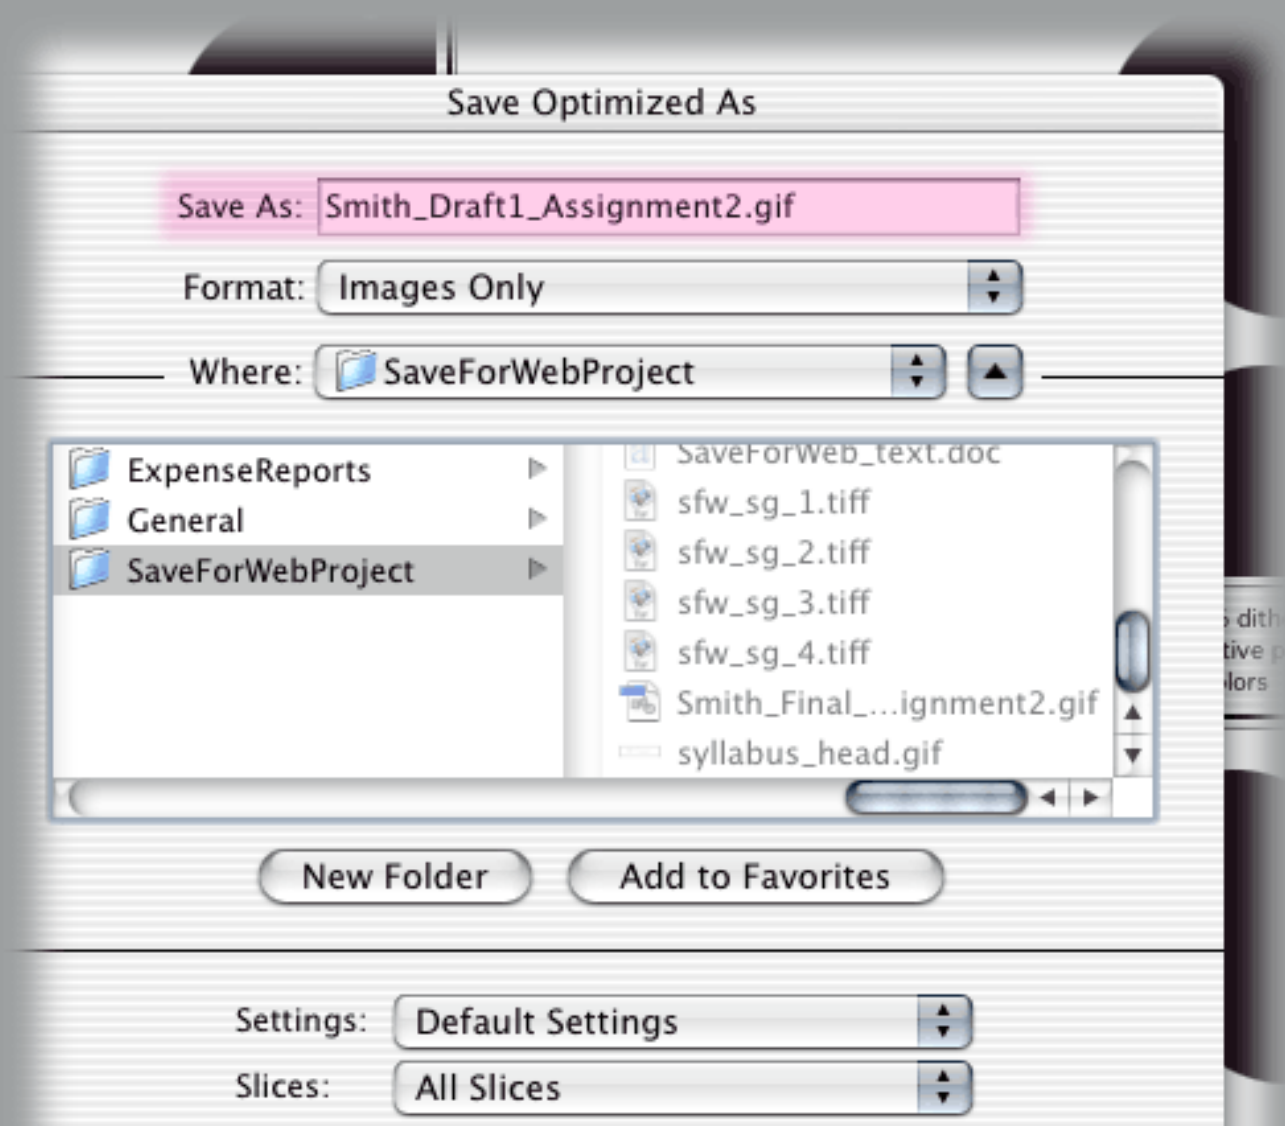 Save Optimized As
Save As: Smith_Draft1_Assignment2.gif
Format: Images Only
Where: SaveForWebProject
ExpenseReports
General
SaveForWebProject
SaveForWeb_text.doc
sfw_sg_1.tiff
sfw_sg_2.tiff
sfw_sg_3.tiff
sfw_sg_4.tiff
Smith_Final_...ignment2.gif
syllabus_head.gif
New Folder
Add to Favorites
Settings: Default Settings
Slices: All Slices